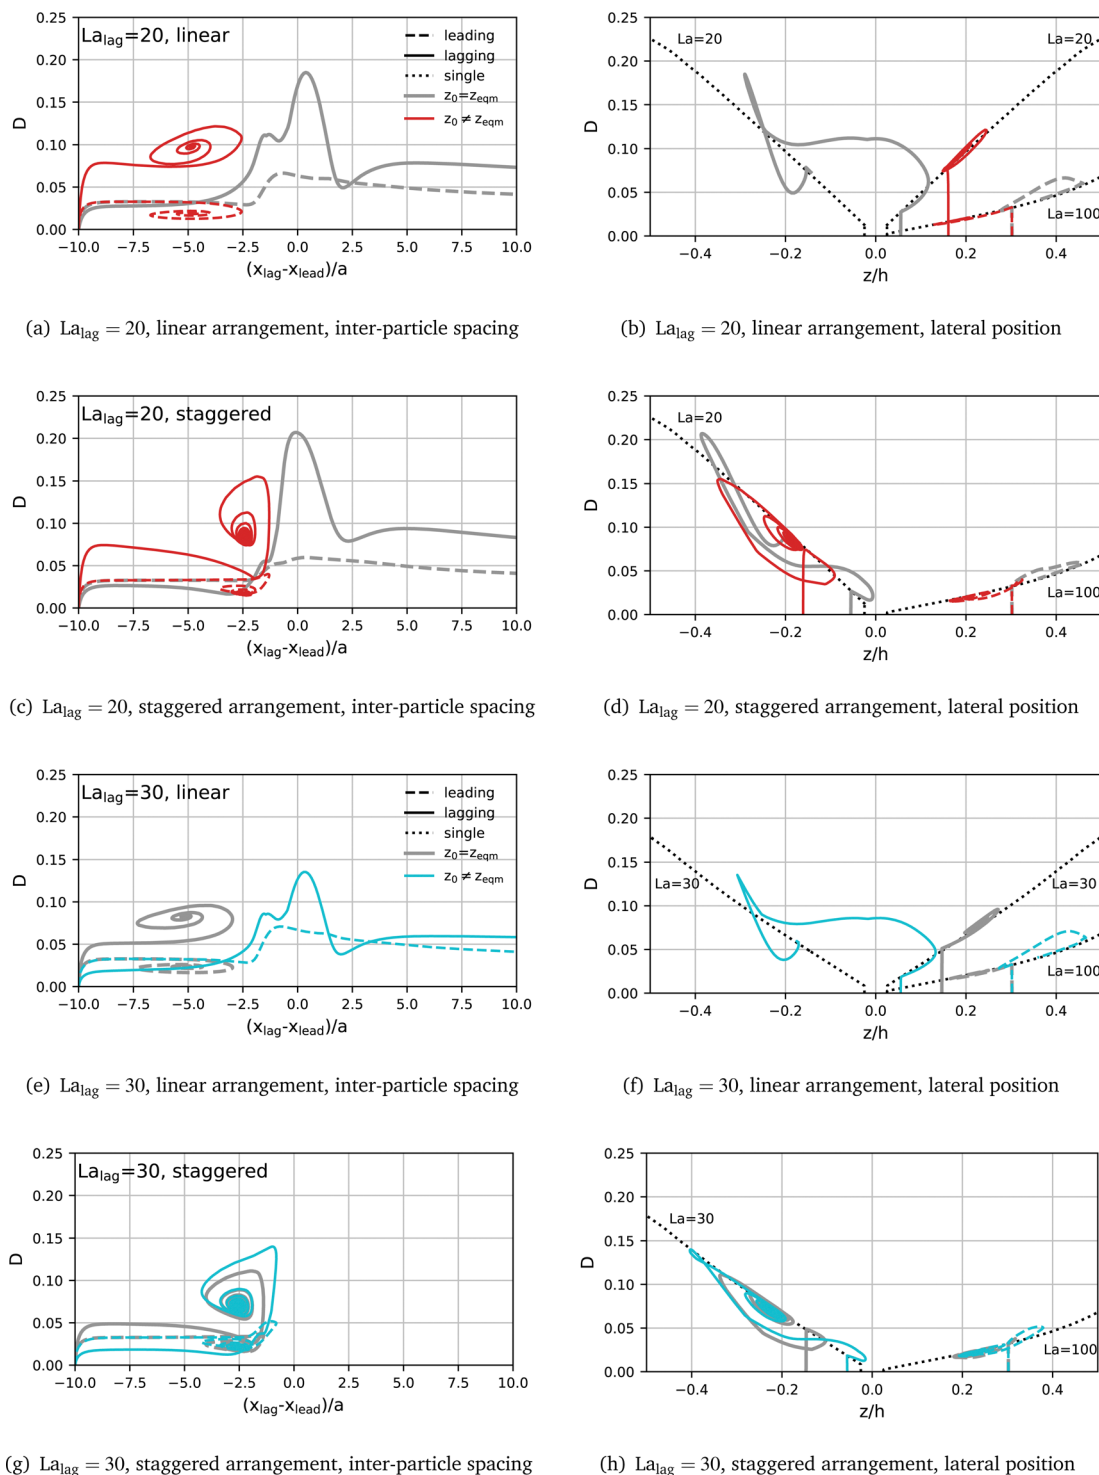 La_lag=20, linear
leading
lagging
single
z₀=z_eqm
z₀ ≠ z_eqm
D
0.25
0.20
0.15
0.10
0.05
0.00
−10.0 −7.5 −5.0 −2.5 0.0 2.5 5.0 7.5 10.0
(x_lag-x_lead)/a
La=20
La=20
La=100
D
0.25
0.20
0.15
0.10
0.05
0.00
−0.4 −0.2 0.0 0.2 0.4
z/h
(a) La_lag = 20, linear arrangement, inter-particle spacing
(b) La_lag = 20, linear arrangement, lateral position
La_lag=20, staggered
D
0.25
0.20
0.15
0.10
0.05
0.00
−10.0 −7.5 −5.0 −2.5 0.0 2.5 5.0 7.5 10.0
(x_lag-x_lead)/a
La=20
La=100
D
0.25
0.20
0.15
0.10
0.05
0.00
−0.4 −0.2 0.0 0.2 0.4
z/h
(c) La_lag = 20, staggered arrangement, inter-particle spacing
(d) La_lag = 20, staggered arrangement, lateral position
La_lag=30, linear
leading
lagging
single
z₀=z_eqm
z₀ ≠ z_eqm
D
0.25
0.20
0.15
0.10
0.05
0.00
−10.0 −7.5 −5.0 −2.5 0.0 2.5 5.0 7.5 10.0
(x_lag-x_lead)/a
La=30
La=30
La=100
D
0.25
0.20
0.15
0.10
0.05
0.00
−0.4 −0.2 0.0 0.2 0.4
z/h
(e) La_lag = 30, linear arrangement, inter-particle spacing
(f) La_lag = 30, linear arrangement, lateral position
La_lag=30, staggered
D
0.25
0.20
0.15
0.10
0.05
0.00
−10.0 −7.5 −5.0 −2.5 0.0 2.5 5.0 7.5 10.0
(x_lag-x_lead)/a
La=30
La=100
D
0.25
0.20
0.15
0.10
0.05
0.00
−0.4 −0.2 0.0 0.2 0.4
z/h
(g) La_lag = 30, staggered arrangement, inter-particle spacing
(h) La_lag = 30, staggered arrangement, lateral position